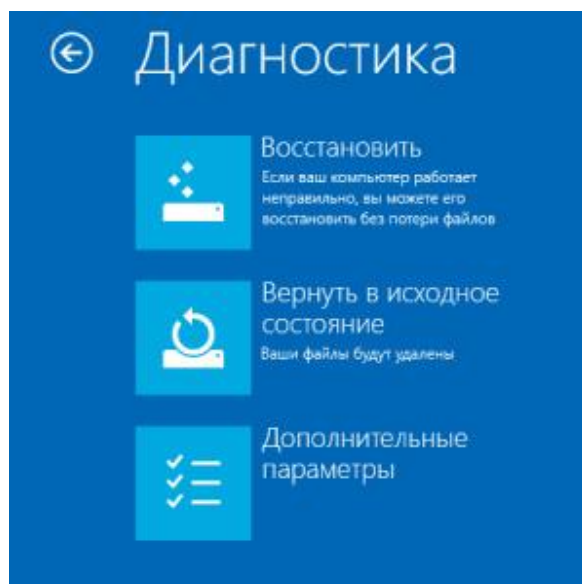 Диагностика
Восстановить
Если ваш компьютер работает
неправильно, вы можете его
восстановить без потери файлов
Вернуть в исходное
состояние
Ваши файлы будут удалены
Дополнительные
параметры